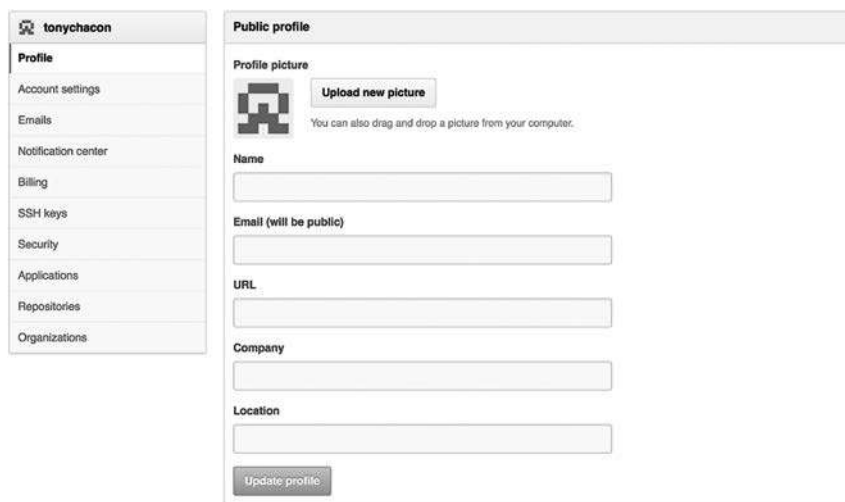 tonychacon
Profile
Account settings
Emails
Notification center
Billing
SSH keys
Security
Applications
Repositories
Organizations
Public profile
Profile picture
Upload new picture
You can also drag and drop a picture from your computer.
Name
Email (will be public)
URL
Company
Location
Update profile